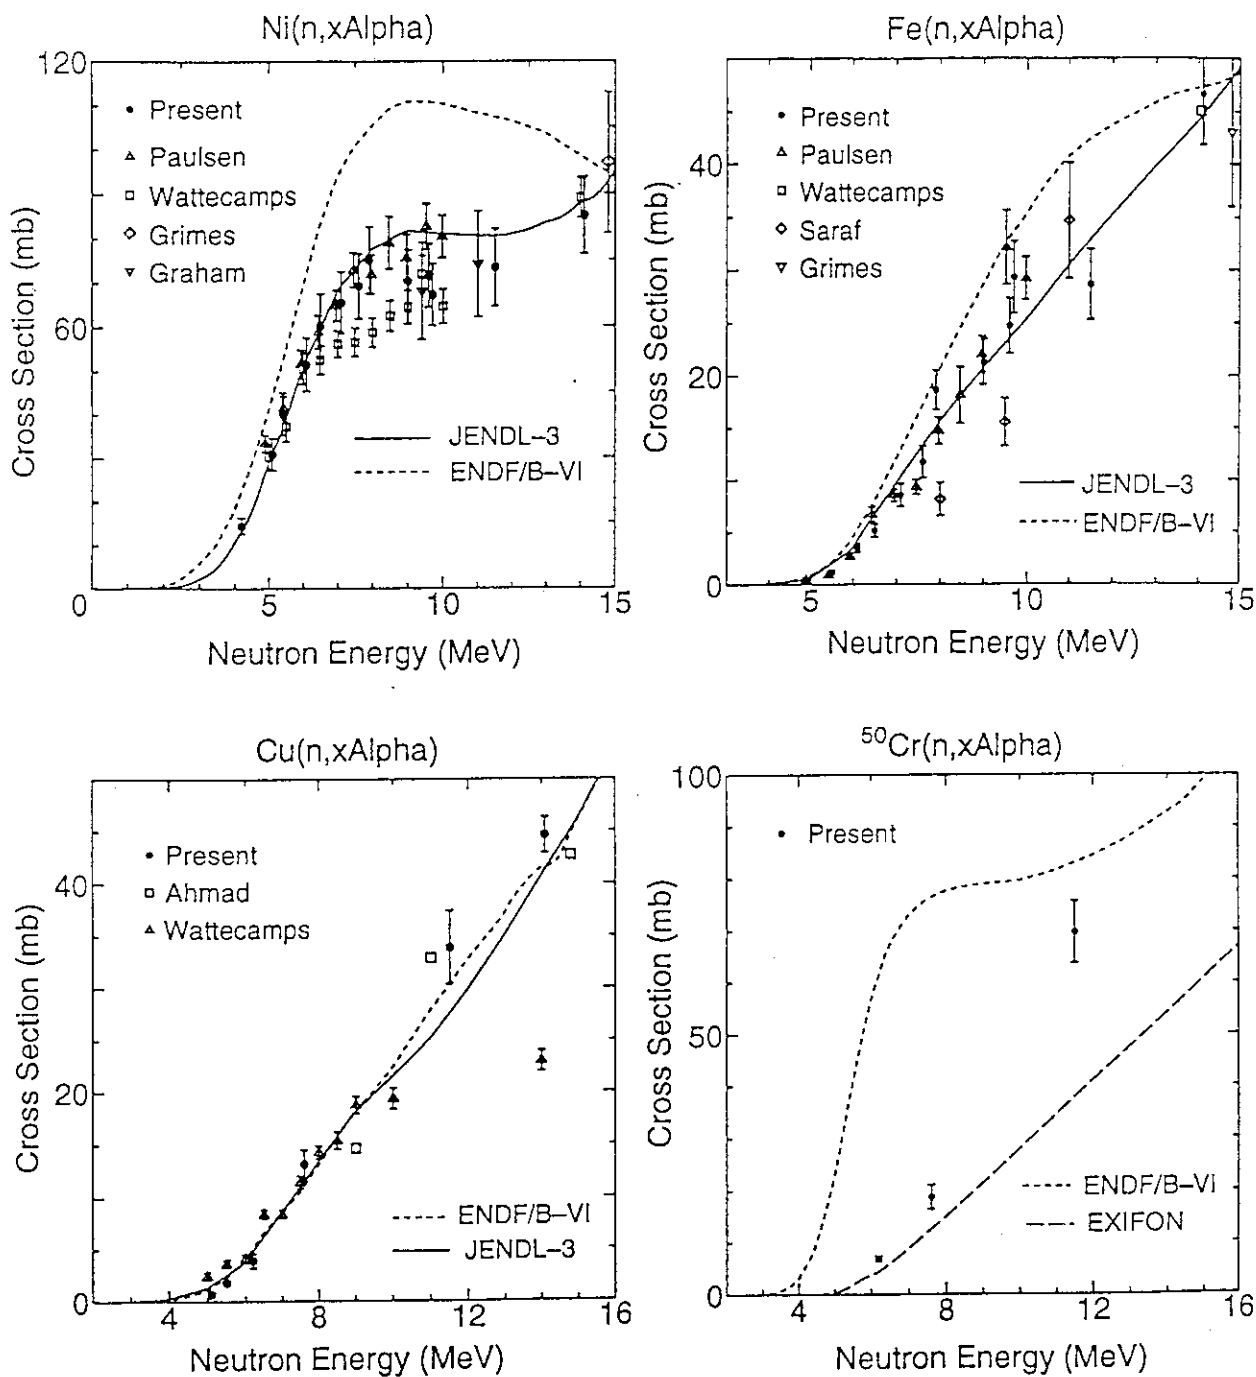 Ni(n,xAlpha)
120
60
0
5
10
15
Present
Paulsen
Wattecamps
Grimes
Graham
JENDL–3
ENDF/B–VI
Cross Section (mb)
Neutron Energy (MeV)
Fe(n,xAlpha)
40
20
0
5
10
15
Present
Paulsen
Wattecamps
Saraf
Grimes
JENDL–3
ENDF/B–VI
Cross Section (mb)
Neutron Energy (MeV)
Cu(n,xAlpha)
40
20
0
4
8
12
16
Present
Ahmad
Wattecamps
ENDF/B–VI
JENDL–3
Cross Section (mb)
Neutron Energy (MeV)
⁵⁰Cr(n,xAlpha)
100
50
0
4
8
12
16
Present
ENDF/B–VI
EXIFON
Cross Section (mb)
Neutron Energy (MeV)